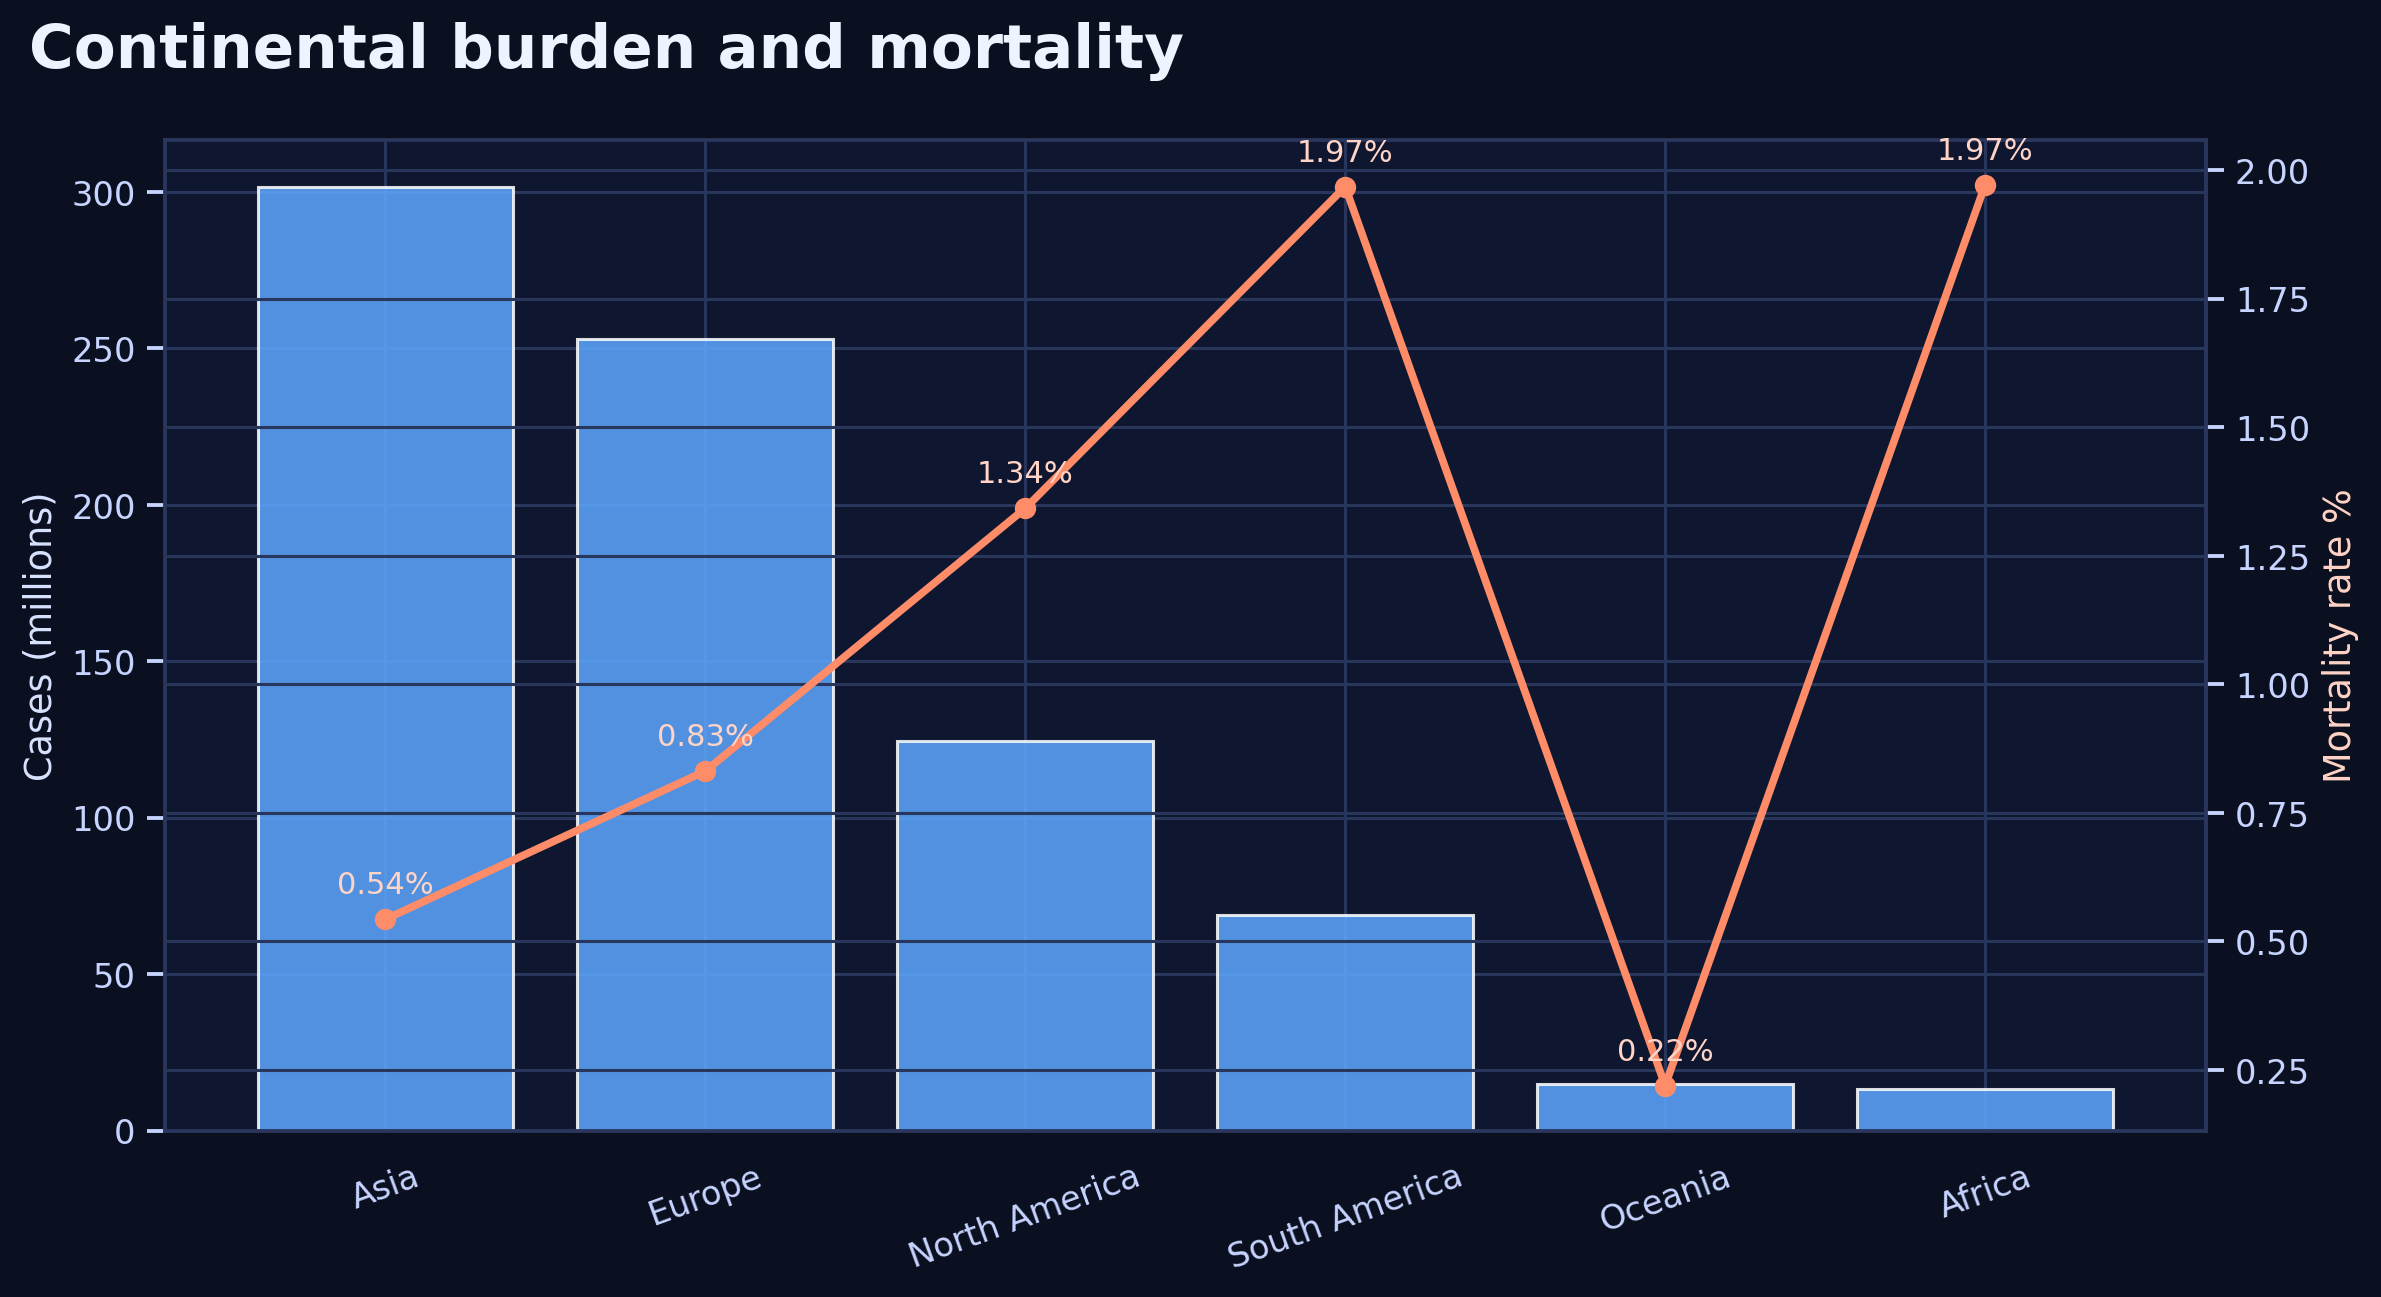 Continental burden and mortality
Cases (millions)
300
250
200
150
100
50
0
0.54%
0.83%
1.34%
1.97%
0.22%
1.97%
2.00
1.75
1.50
1.25
1.00
0.75
0.50
0.25
Mortality rate %
Asia
Europe
North America
South America
Oceania
Africa